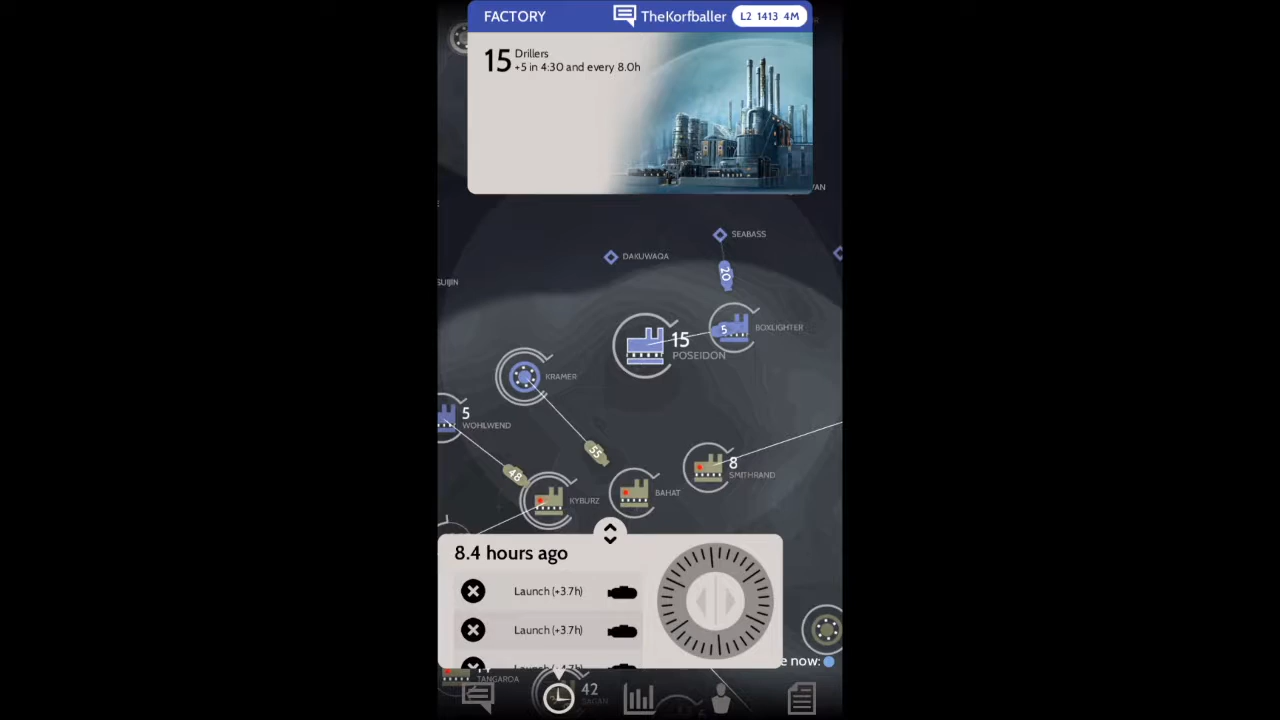 FACTORY
TheKorfballer
L2 1413 4M
15
Drillers
+5 in 4:30 and every 8.0h
VAN
SEABASS
DAKUWAQA
SUIJIN
20
5
BOXLIGHTER
15
POSEIDON
KRAMER
5
WOHLWEND
55
48
8
SMITHRAND
BAHAT
KYBURZ
8.4 hours ago
Launch (+3.7h)
Launch (+3.7h)
e now:
TANGAROA
42
SAGAN